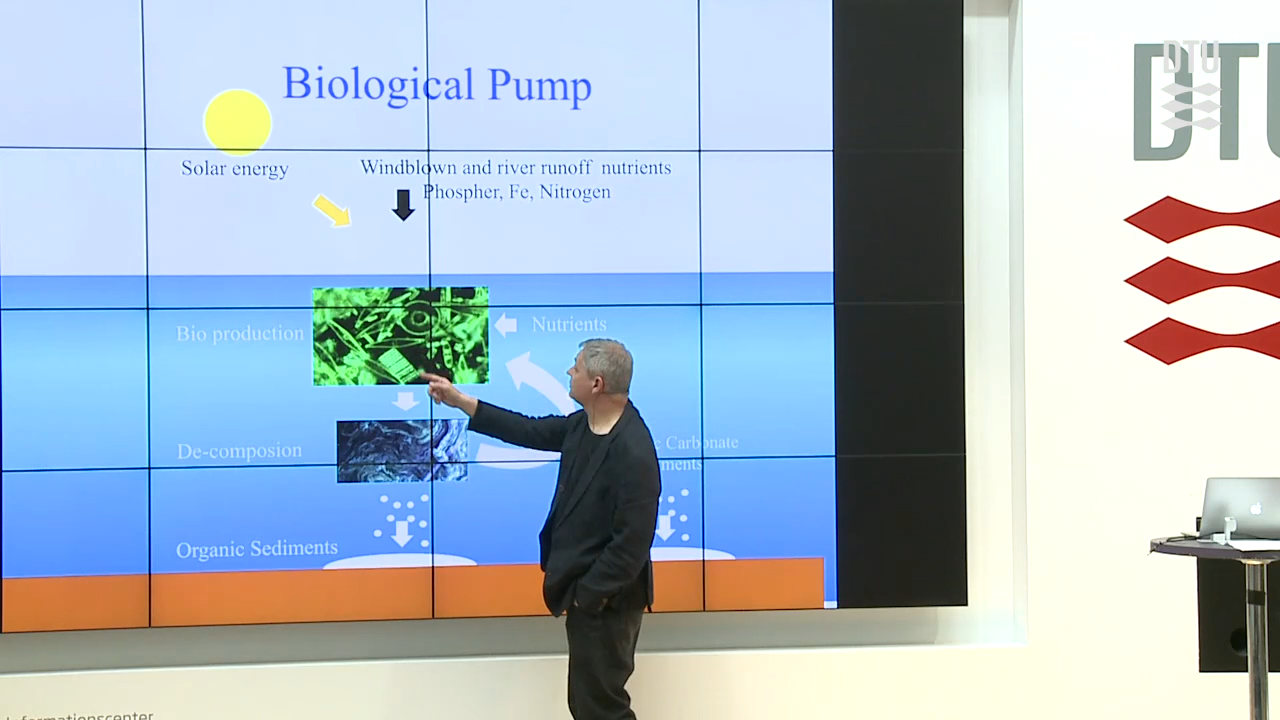 Biological Pump
DTU
DTU
Solar energy
Windblown and river runoff nutrients
Phospher, Fe, Nitrogen
Bio production
Nutrients
De-composion
Carbonate
Organic Sediments